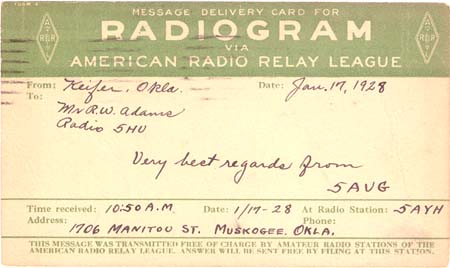 FORM 6
MESSAGE DELIVERY CARD FOR
RADIOGRAM
VIA
AMERICAN RADIO RELAY LEAGUE
From: Keifer, Okla. Date: Jan. 17, 1928
To: Mr R.W. Adams
Radio 5HU
Very best regards from
5AUG
Time received: 10:50 A.M. Date: 1/17-28 At Radio Station: 5AYH
Address: Phone:
1706 MANITOU ST. MUSKOGEE. OKLA.
THIS MESSAGE WAS TRANSMITTED FREE OF CHARGE BY AMATEUR RADIO STATIONS OF THE
AMERICAN RADIO RELAY LEAGUE. ANSWER WILL BE SENT FREE BY FILING AT THIS STATION.